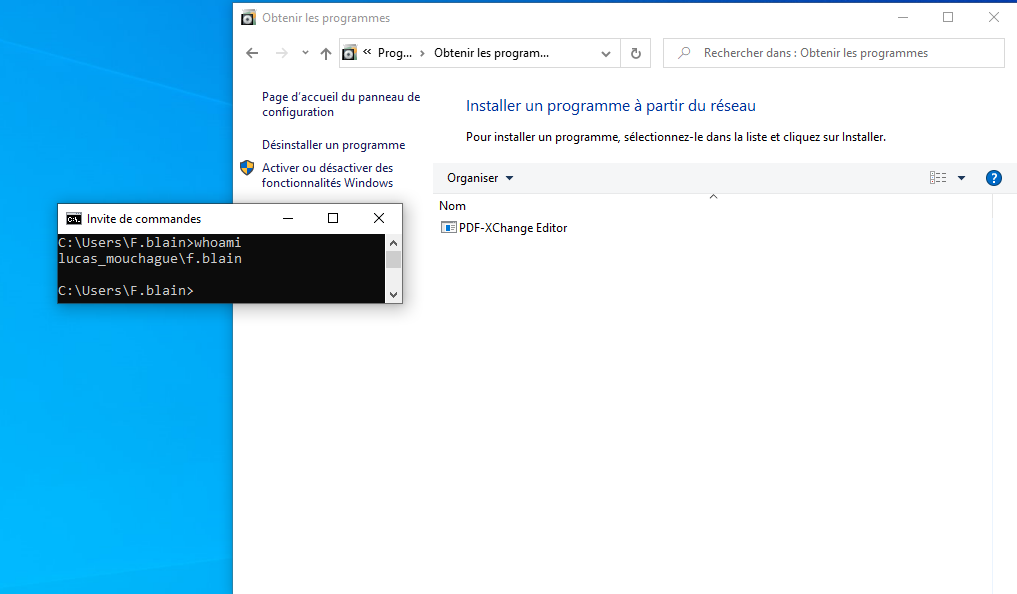 Obtenir les programmes
« Prog... › Obtenir les program...
Rechercher dans : Obtenir les programmes
Page d'accueil du panneau de
configuration
Désinstaller un programme
Activer ou désactiver des
fonctionnalités Windows
Installer un programme à partir du réseau
Pour installer un programme, sélectionnez-le dans la liste et cliquez sur Installer.
Organiser
?
Nom
PDF-XChange Editor
C:\.
Invite de commandes
C:\Users\F.blain>whoami
lucas_mouchague\f.blain
C:\Users\F.blain>